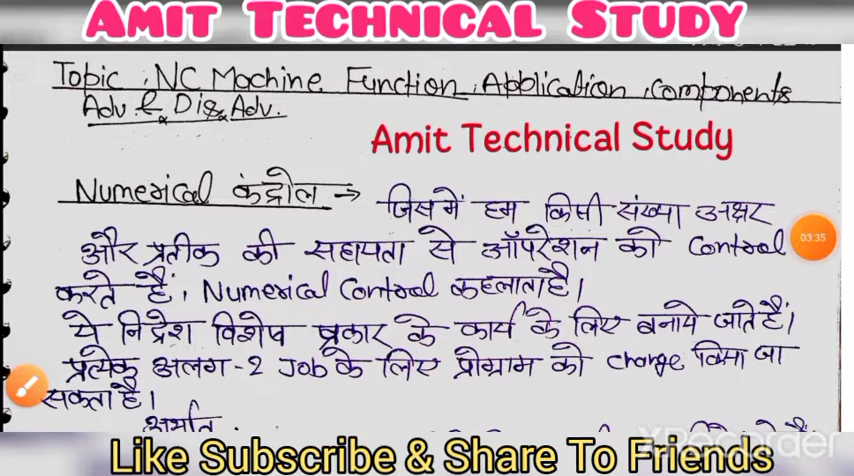 AMIT TECHNICAL STUDY
Topic. NC Machine Function, Application, Components
Adv & Dis. Adv.
Amit Technical Study
Numerical कंट्रोल → जिसमें हम किसी संख्या अक्षर
और प्रतीक की सहायता से ऑपरेशन को Control
03:35
करते हैं, Numerical Control कहलाता है।
ये निर्देश विशेष प्रकार के कार्य के लिए बनाये जाते हैं।
प्रत्येक अलग-2 Job के लिए प्रोग्राम को change किया जा
सकता है।
अर्थात
XRecorder
Like Subscribe & Share To Friends